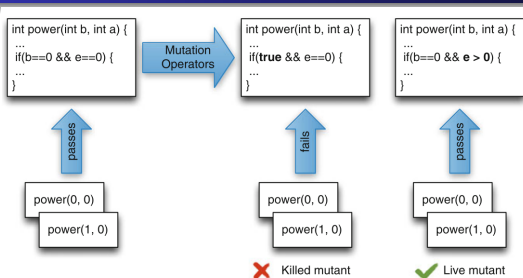 int power(int b, int a) {
...
if(b==0 && e==0) {
...
}
Mutation
Operators
int power(int b, int a) {
...
if(true && e==0) {
...
}
int power(int b, int a) {
...
if(b==0 && e > 0) {
...
}
passes
fails
passes
power(0, 0)
power(1, 0)
power(0, 0)
power(1, 0)
power(0, 0)
power(1, 0)
Killed mutant
Live mutant